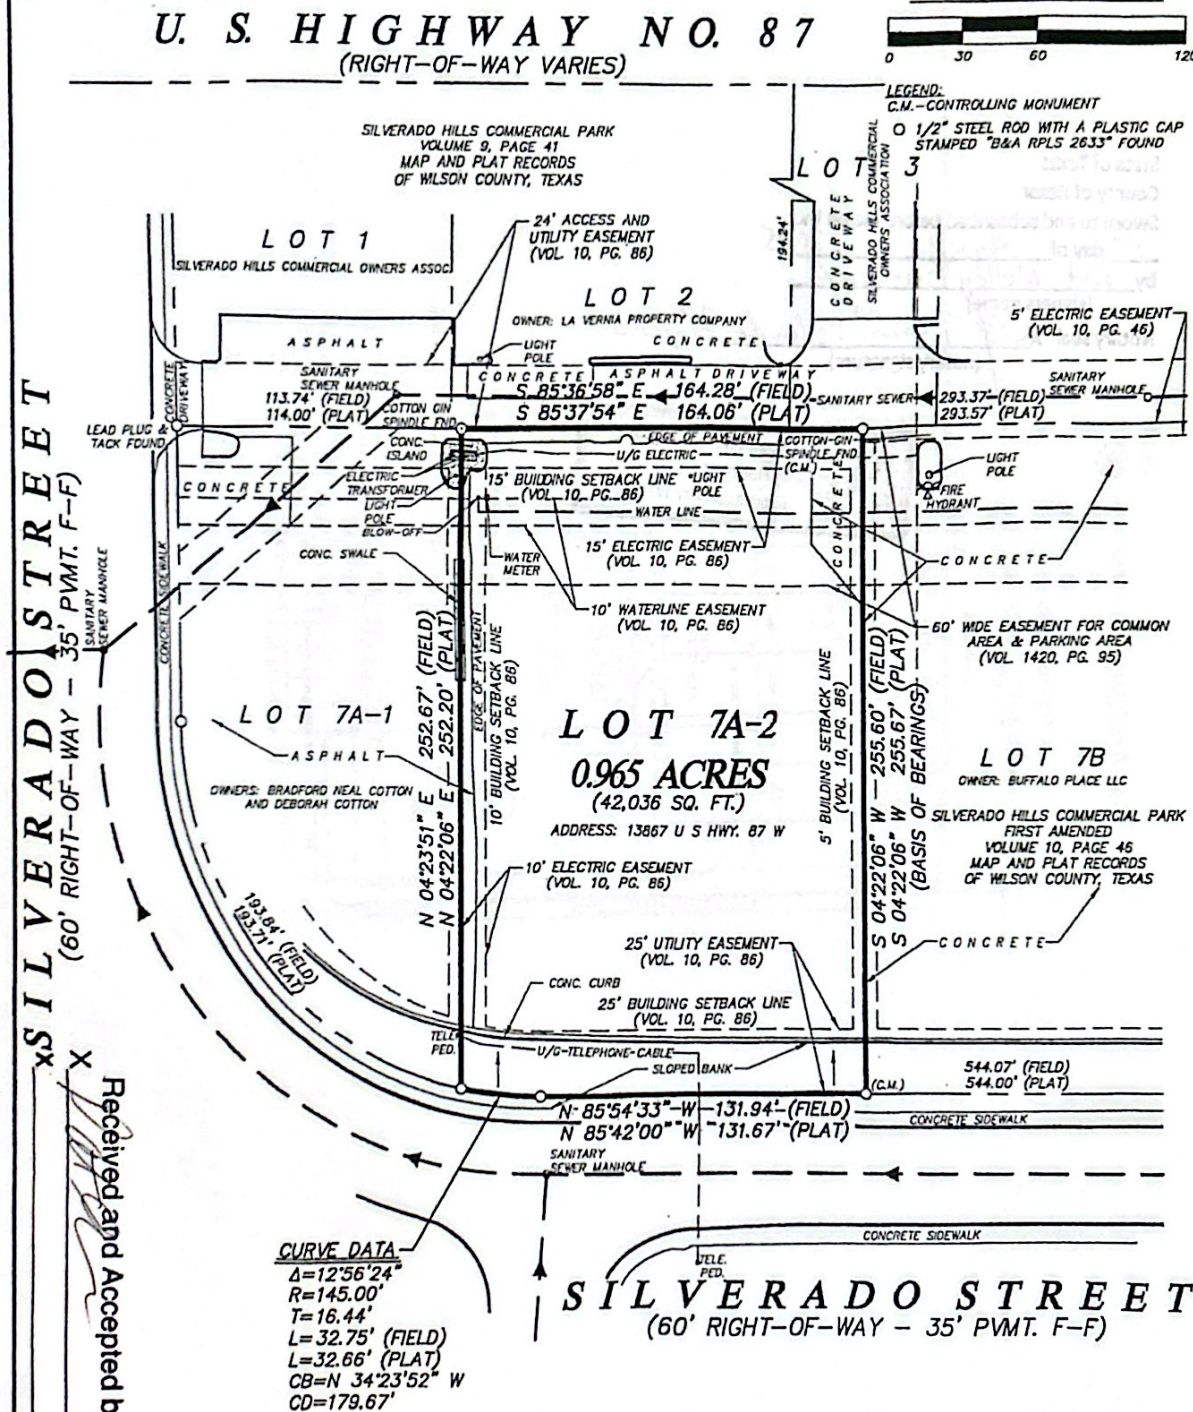 U. S. HIGHWAY NO. 87
(RIGHT-OF-WAY VARIES)
0 30 60 120
LEGEND:
C.M.-CONTROLLING MONUMENT
O 1/2" STEEL ROD WITH A PLASTIC CAP
STAMPED "B&A RPLS 2633" FOUND
SILVERADO HILLS COMMERCIAL PARK
VOLUME 9, PAGE 41
MAP AND PLAT RECORDS
OF WILSON COUNTY, TEXAS
LOT 3
CONCRETE
DRIVEWAY
SILVERADO HILLS COMMERCIAL
OWNERS ASSOCIATION
194.24'
24' ACCESS AND
UTILITY EASEMENT
(VOL. 10, PG. 86)
LOT 1
SILVERADO HILLS COMMERCIAL OWNERS ASSOC.
LOT 2
OWNER: LA VERNIA PROPERTY COMPANY
5' ELECTRIC EASEMENT
(VOL. 10, PG. 46)
ASPHALT
LIGHT
POLE
CONCRETE
CONCRETE
ASPHALT DRIVEWAY
CONCRETE
DRIVEWAY
SANITARY
SEWER MANHOLE
113.74' (FIELD)
114.00' (PLAT)
S 85°36'58" E 164.28' (FIELD)
S 85°37'54" E 164.06' (PLAT)
SANITARY SEWER
293.37' (FIELD)
293.57' (PLAT)
SANITARY
SEWER MANHOLE
COTTON GIN
SPINDLE FND.
LEAD PLUG &
TACK FOUND
CONC.
ISLAND
EDGE OF PAVEMENT
U/G ELECTRIC
COTTON-GIN
SPINDLE FND.
(C.M.)
LIGHT
POLE
FIRE
HYDRANT
CONCRETE
ELECTRIC
TRANSFORMER
LIGHT
POLE
BLOW-OFF
15' BUILDING SETBACK LINE
(VOL. 10, PG. 86)
LIGHT
POLE
WATER LINE
CONCRETE
CONC. SWALE
WATER
METER
15' ELECTRIC EASEMENT
(VOL. 10, PG. 86)
CONCRETE
10' WATERLINE EASEMENT
(VOL. 10, PG. 86)
60' WIDE EASEMENT FOR COMMON
AREA & PARKING AREA
(VOL. 1420, PG. 95)
SILVERADO STREET
(60' RIGHT-OF-WAY - 35' PVMT. F-F)
SANITARY
SEWER MANHOLE
CONCRETE SIDEWALK
LOT 7A-1
ASPHALT
OWNERS: BRADFORD NEAL COTTON
AND DEBORAH COTTON
N 04°23'51" E 252.67' (FIELD)
N 04°22'06" E 252.20' (PLAT)
EDGE OF PAVEMENT
10' BUILDING SETBACK LINE
(VOL. 10, PG. 86)
LOT 7A-2
0.965 ACRES
(42,036 SQ. FT.)
ADDRESS: 13867 U S HWY. 87 W
5' BUILDING SETBACK LINE
(VOL. 10, PG. 86)
S 04°22'06" W 255.60' (FIELD)
S 04°22'06" W 255.67' (PLAT)
(BASIS OF BEARINGS)
LOT 7B
OWNER: BUFFALO PLACE LLC
SILVERADO HILLS COMMERCIAL PARK
FIRST AMENDED
VOLUME 10, PAGE 46
MAP AND PLAT RECORDS
OF WILSON COUNTY, TEXAS
10' ELECTRIC EASEMENT
(VOL. 10, PG. 86)
193.84' (FIELD)
193.71' (PLAT)
CONCRETE
25' UTILITY EASEMENT
(VOL. 10, PG. 86)
CONC. CURB
25' BUILDING SETBACK LINE
(VOL. 10, PG. 86)
TELE.
PED.
U/G-TELEPHONE-CABLE
SLOPED BANK
(C.M.)
544.07' (FIELD)
544.00' (PLAT)
N 85°54'33" W 131.94' (FIELD)
N 85°42'00" W 131.67' (PLAT)
CONCRETE SIDEWALK
SANITARY
SEWER MANHOLE
CONCRETE SIDEWALK
TELE.
PED.
SILVERADO STREET
(60' RIGHT-OF-WAY - 35' PVMT. F-F)
CURVE DATA
Δ=12°56'24"
R=145.00'
T=16.44'
L=32.75' (FIELD)
L=32.66' (PLAT)
CB=N 34°23'52" W
CD=179.67'
X
X
Received and Accepted b